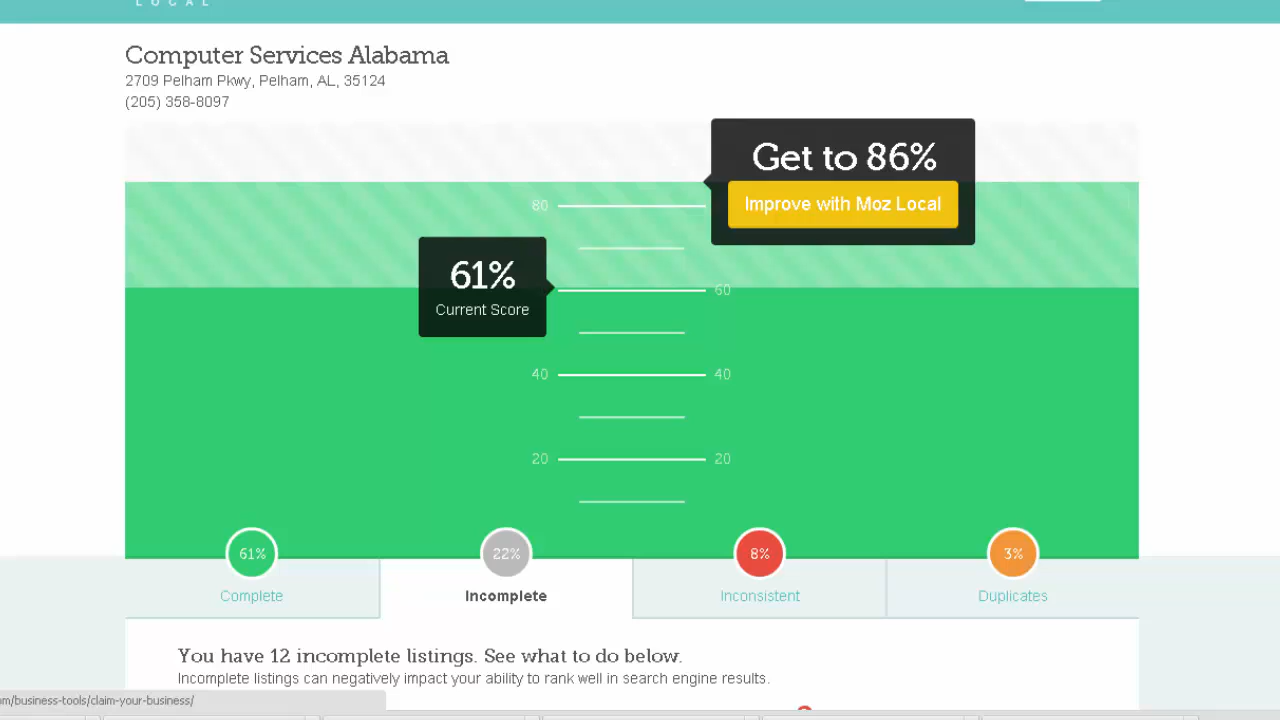 LOCAL
Computer Services Alabama
2709 Pelham Pkwy, Pelham, AL, 35124
(205) 358-8097
Get to 86%
Improve with Moz Local
80
61%
Current Score
60
40 40
20 20
61% 22% 8% 3%
Complete Incomplete Inconsistent Duplicates
You have 12 incomplete listings. See what to do below.
Incomplete listings can negatively impact your ability to rank well in search engine results.
om/business-tools/claim-your-business/